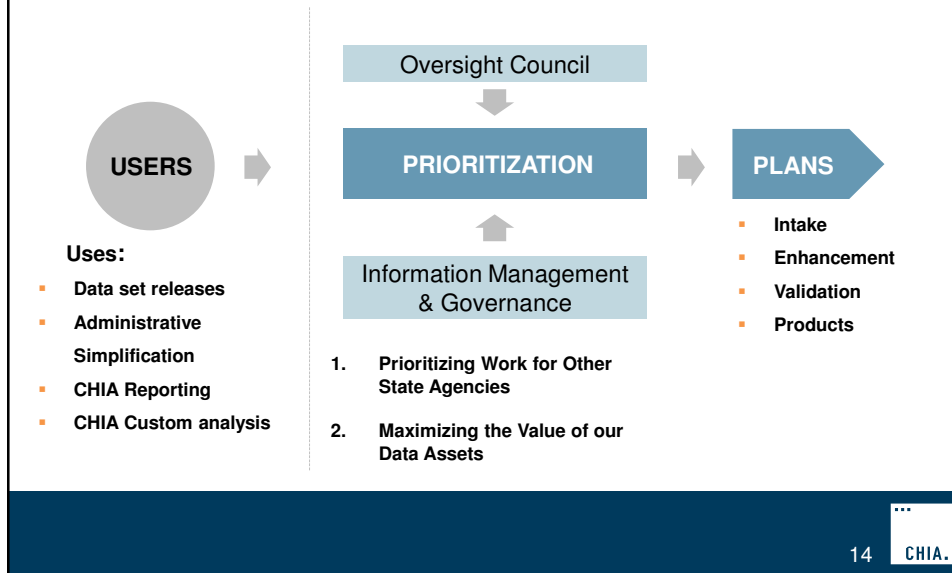 USERS
Uses:
Data set releases
Administrative
Simplification
CHIA Reporting
CHIA Custom analysis
Oversight Council
PRIORITIZATION
Information Management
& Governance
1. Prioritizing Work for Other
State Agencies
2. Maximizing the Value of our
Data Assets
PLANS
Intake
Enhancement
Validation
Products
14
CHIA.